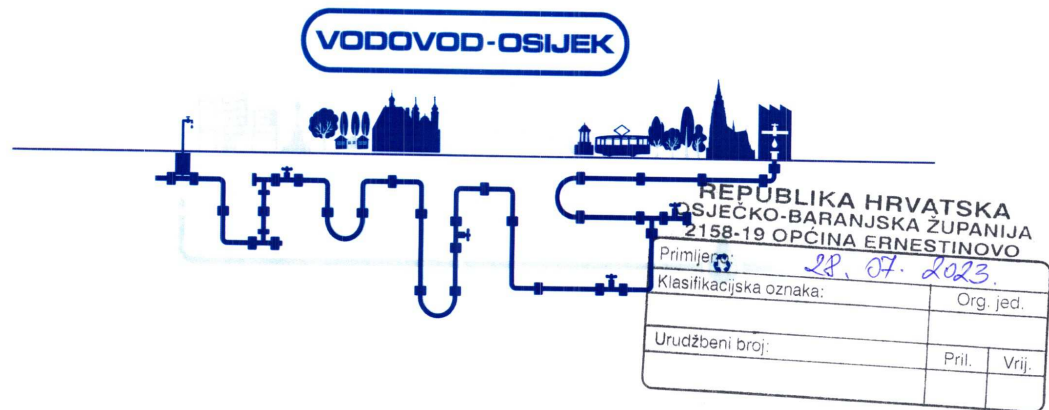 VODOVOD-OSIJEK
REPUBLIKA HRVATSKA
OSJEČKO-BARANJSKA ŽUPANIJA
2158-19 OPĆINA ERNESTINOVO
Primljeno: 28. 07. 2023.
Klasifikacijska oznaka: Org. jed.
Urudžbeni broj: Pril. Vrij.